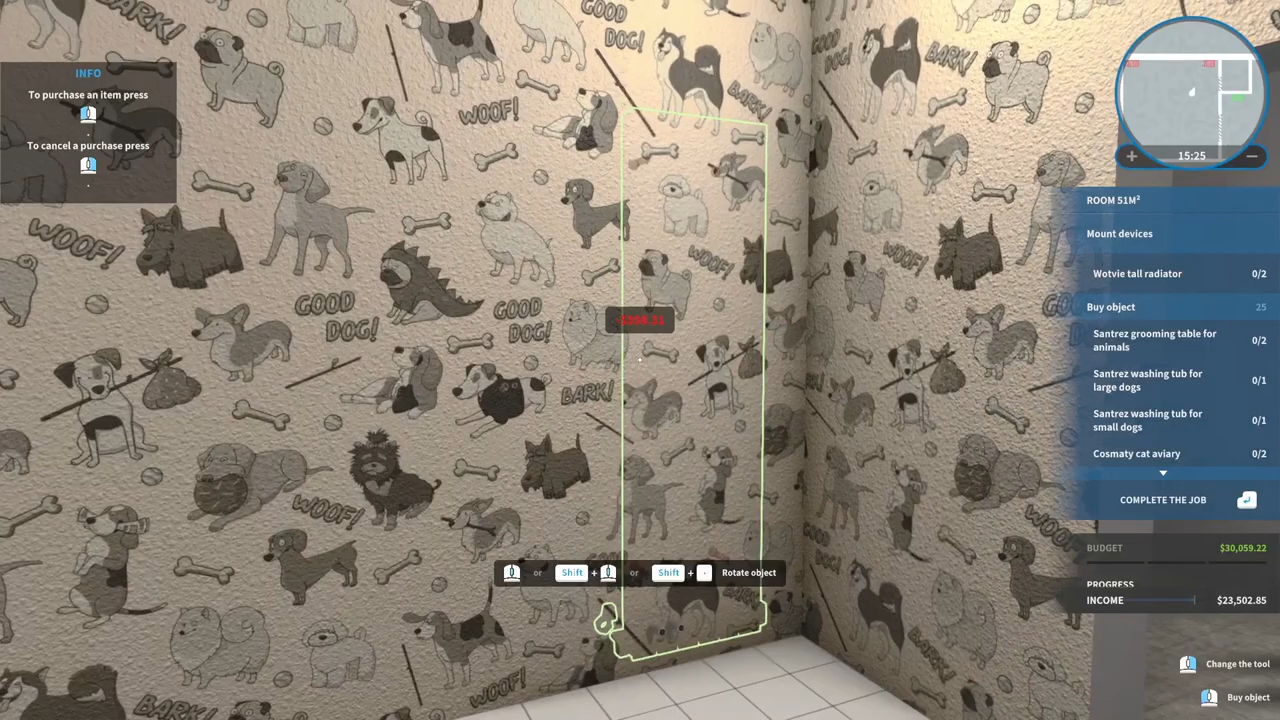 INFO
To purchase an item press
To cancel a purchase press
BARK!
WOOF!
GOOD
DOG!
BARK!
BARK!
WOOF!
GOOD
DOG!
GOOD
DOG!
WOOF!
WOOF!
BARK!
WOOF!
WOOF!
BARK!
or
Shift
+
or
Shift
+
Rotate object
15:25
ROOM 51M²
Mount devices
Wotvie tall radiator 0/2
Buy object 25
Santrez grooming table for
animals 0/2
Santrez washing tub for
large dogs 0/1
Santrez washing tub for
small dogs 0/1
Cosmaty cat aviary 0/2
COMPLETE THE JOB
BUDGET $30,059.22
PROGRESS
INCOME $23,502.85
Change the tool
Buy object